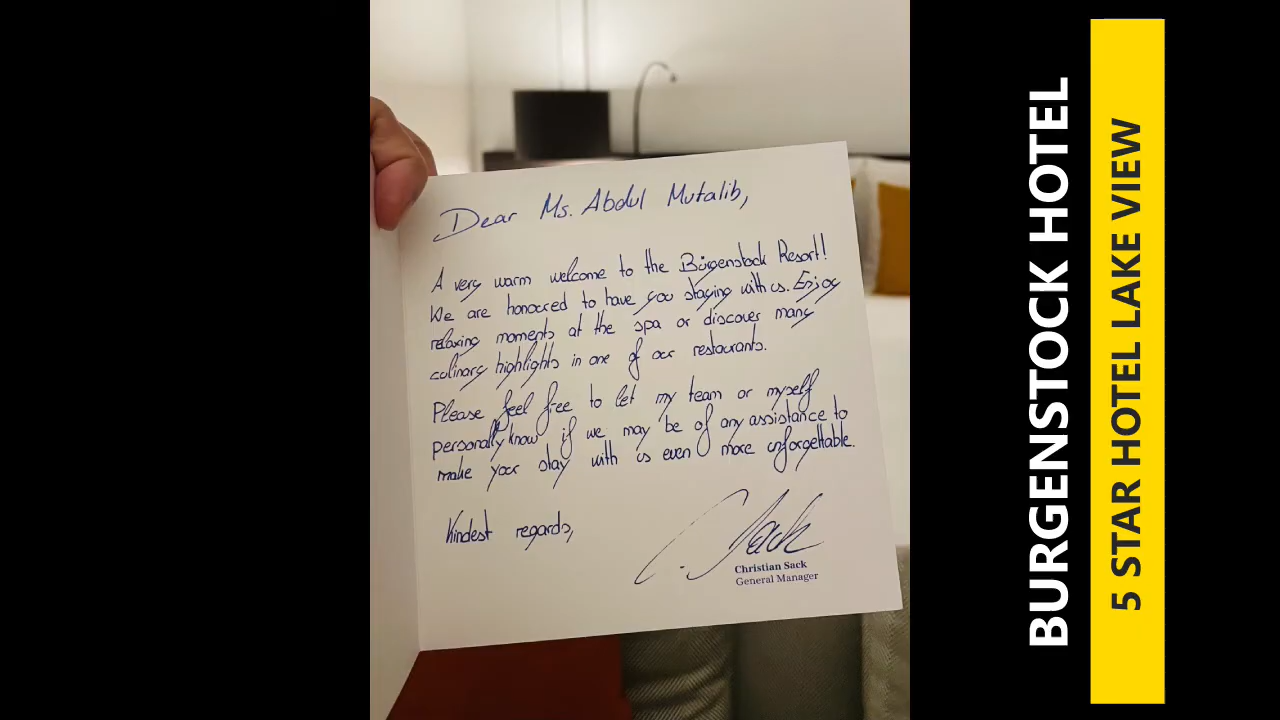 Dear Ms. Abdul Mutalib,
A very warm welcome to the Bürgenstock Resort!
We are honoured to have you staying with us. Enjoy
relaxing moments at the spa or discover many
culinary highlights in one of our restaurants.
Please feel free to let my team or myself
personally know if we may be of any assistance to
make your stay with us even more unforgettable.
Kindest regards,
C. Sack
Christian Sack
General Manager
BURGENSTOCK HOTEL
5 STAR HOTEL LAKE VIEW